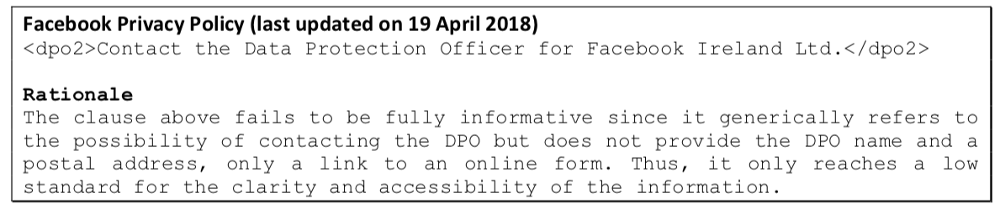 Facebook Privacy Policy (last updated on 19 April 2018)
<dpo2>Contact the Data Protection Officer for Facebook Ireland Ltd.</dpo2>
Rationale
The clause above fails to be fully informative since it generically refers to
the possibility of contacting the DPO but does not provide the DPO name and a
postal address, only a link to an online form. Thus, it only reaches a low
standard for the clarity and accessibility of the information.